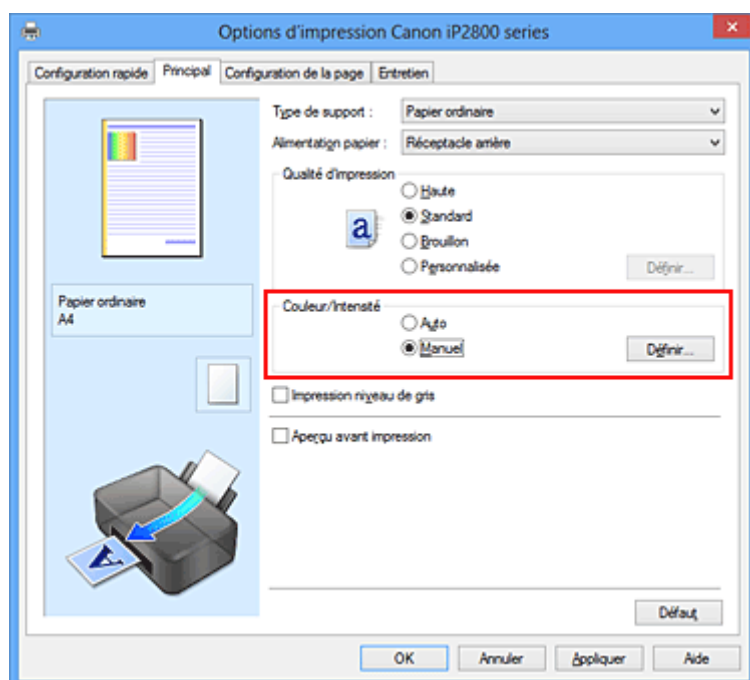 Options d'impression Canon iP2800 series
Configuration rapide Principal Configuration de la page Entretien
Type de support : Papier ordinaire
Alimentation papier : Réceptacle arrière
Qualité d'impression
Haute
a Standard
Brouillon
Personnalisée Définir...
Papier ordinaire
A4
Couleur/Intensité
Auto
Manuel Définir...
Impression niveau de gris
Aperçu avant impression
A
Défaut
OK Annuler Appliquer Aide